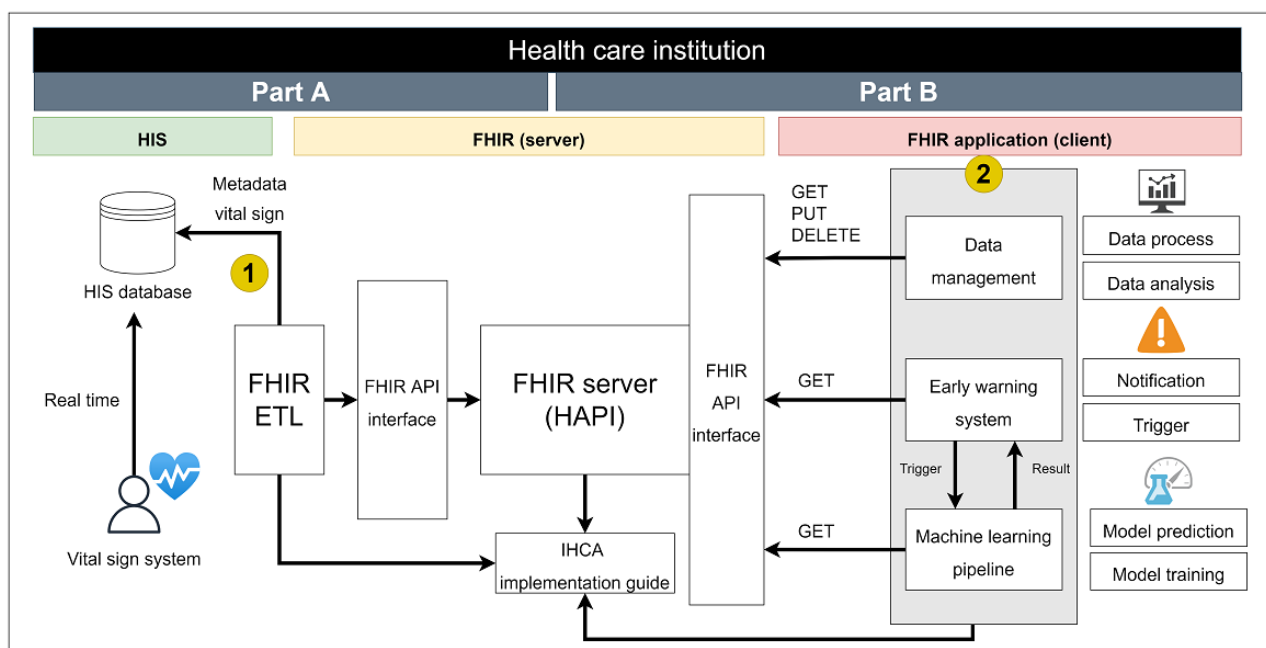 Health care institution
Part A
Part B
HIS
FHIR (server)
FHIR application (client)
Metadata
vital sign
1
HIS database
Real time
Vital sign system
FHIR
ETL
FHIR API
interface
FHIR server
(HAPI)
IHCA
implementation guide
FHIR
API
interface
GET
PUT
DELETE
GET
GET
2
Data
management
Early warning
system
Trigger
Result
Machine learning
pipeline
Data process
Data analysis
Notification
Trigger
Model prediction
Model training